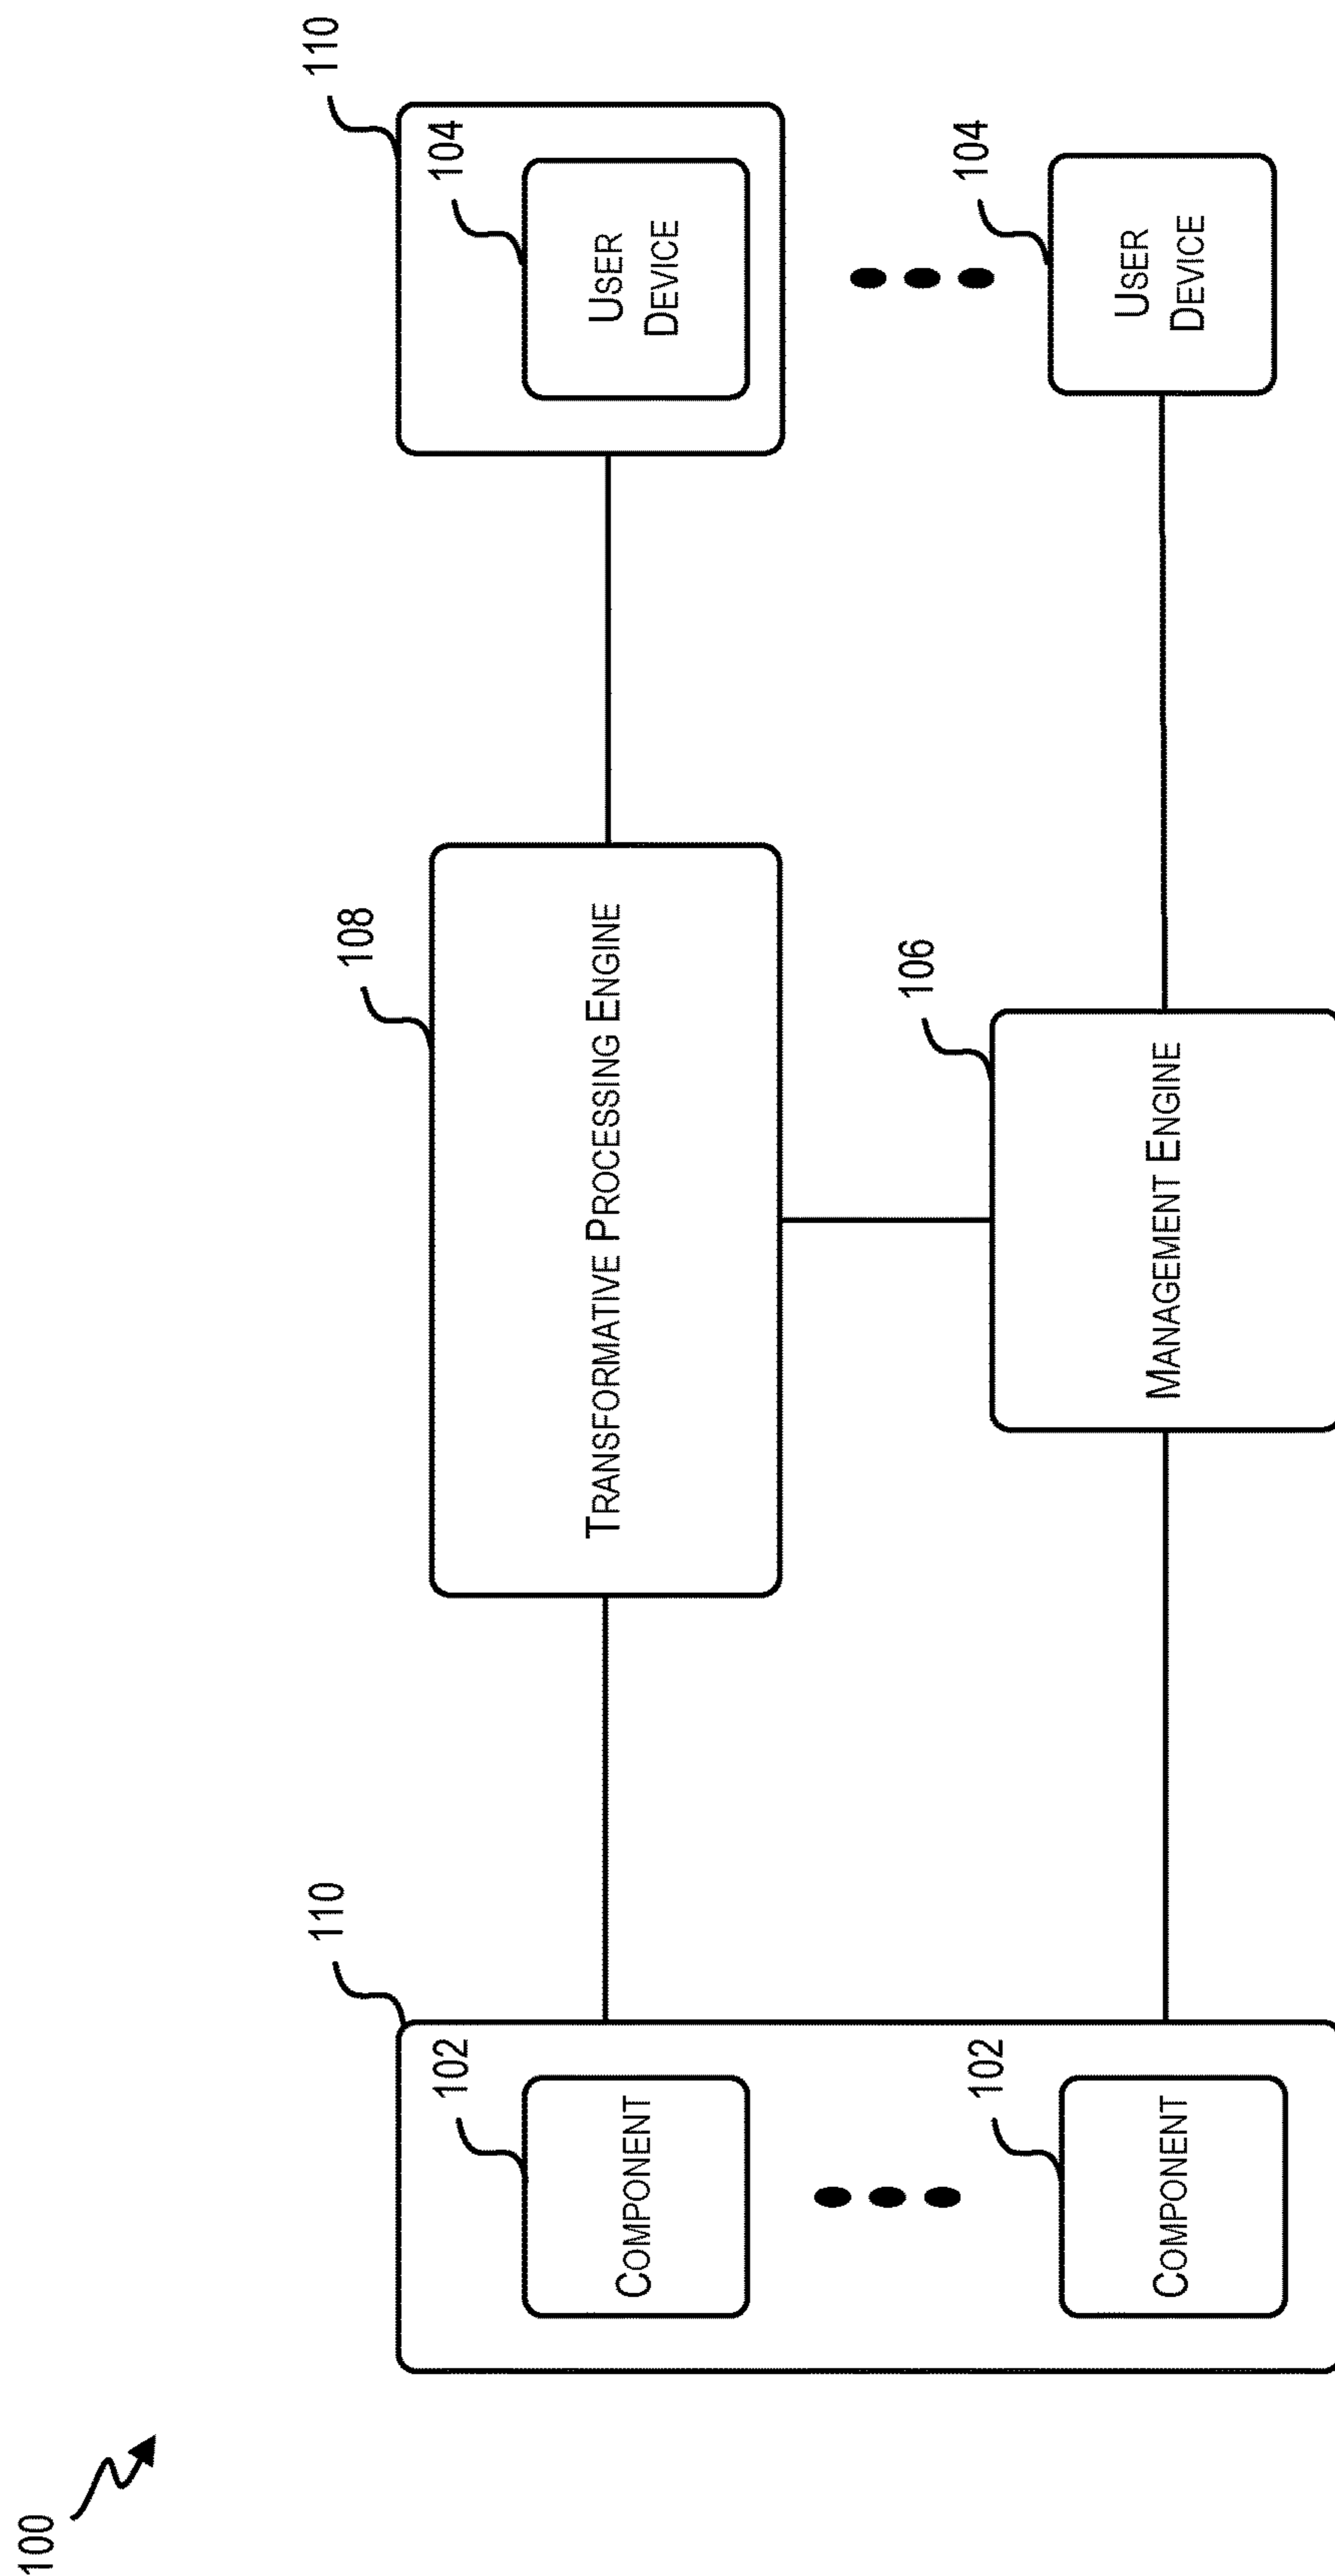 100
110
102
COMPONENT
102
COMPONENT
108
TRANSFORMATIVE PROCESSING ENGINE
106
MANAGEMENT ENGINE
110
104
USER
DEVICE
104
USER
DEVICE